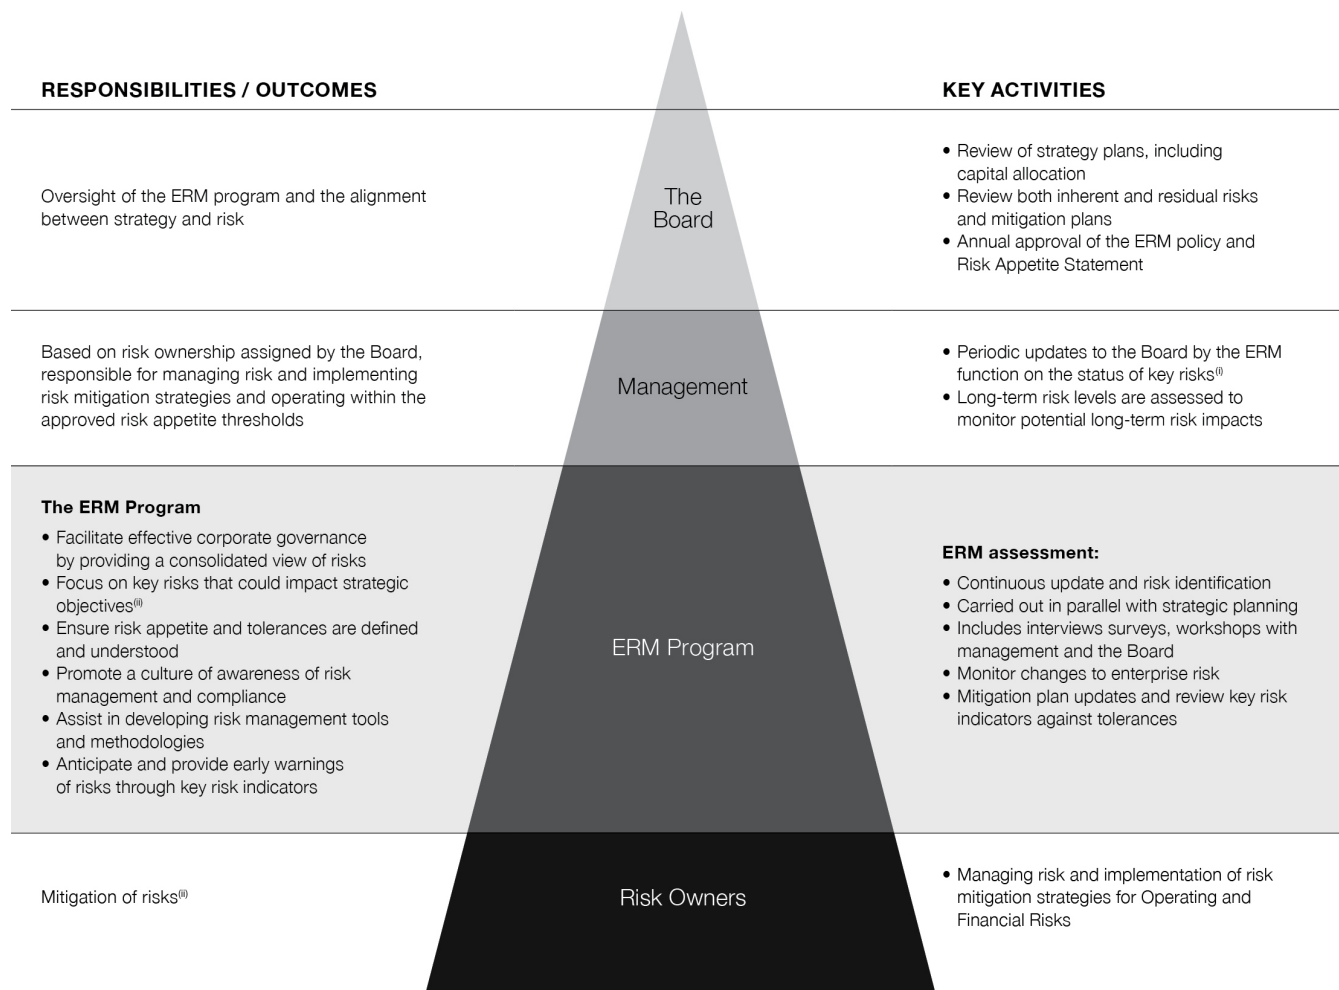 RESPONSIBILITIES / OUTCOMES
KEY ACTIVITIES
Oversight of the ERM program and the alignment
between strategy and risk
The
Board
• Review of strategy plans, including
capital allocation
• Review both inherent and residual risks
and mitigation plans
• Annual approval of the ERM policy and
Risk Appetite Statement
Based on risk ownership assigned by the Board,
responsible for managing risk and implementing
risk mitigation strategies and operating within the
approved risk appetite thresholds
Management
• Periodic updates to the Board by the ERM
function on the status of key risks(i)
• Long-term risk levels are assessed to
monitor potential long-term risk impacts
The ERM Program
• Facilitate effective corporate governance
by providing a consolidated view of risks
• Focus on key risks that could impact strategic
objectives(ii)
• Ensure risk appetite and tolerances are defined
and understood
• Promote a culture of awareness of risk
management and compliance
• Assist in developing risk management tools
and methodologies
• Anticipate and provide early warnings
of risks through key risk indicators
ERM Program
ERM assessment:
• Continuous update and risk identification
• Carried out in parallel with strategic planning
• Includes interviews surveys, workshops with
management and the Board
• Monitor changes to enterprise risk
• Mitigation plan updates and review key risk
indicators against tolerances
Mitigation of risks(iii)
Risk Owners
• Managing risk and implementation of risk
mitigation strategies for Operating and
Financial Risks